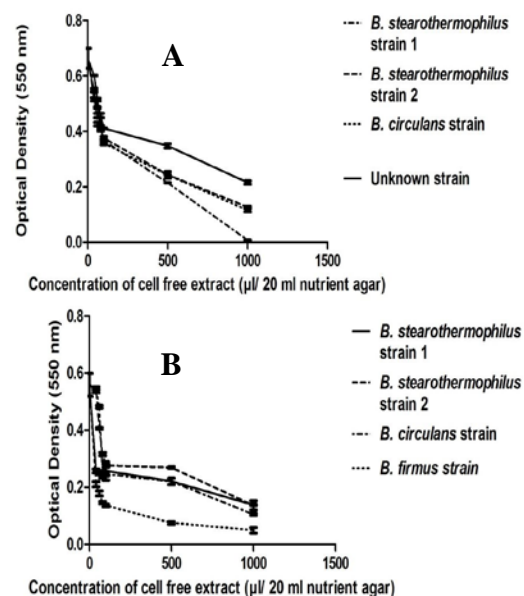 A
Optical Density (550 nm)
0.8
0.6
0.4
0.2
0.0
0
500
1000
1500
Concentration of cell free extract (µl/ 20 ml nutrient agar)
B. stearothermophilus
strain 1
B. stearothermophilus
strain 2
B. circulans strain
Unknown strain
B
Optical Density (550 nm)
0.8
0.6
0.4
0.2
0.0
0
500
1000
1500
Concentration of cell free extract (µl/ 20 ml nutrient agar)
B. stearothermophilus
strain 1
B. stearothermophilus
strain 2
B. circulans strain
B. firmus strain